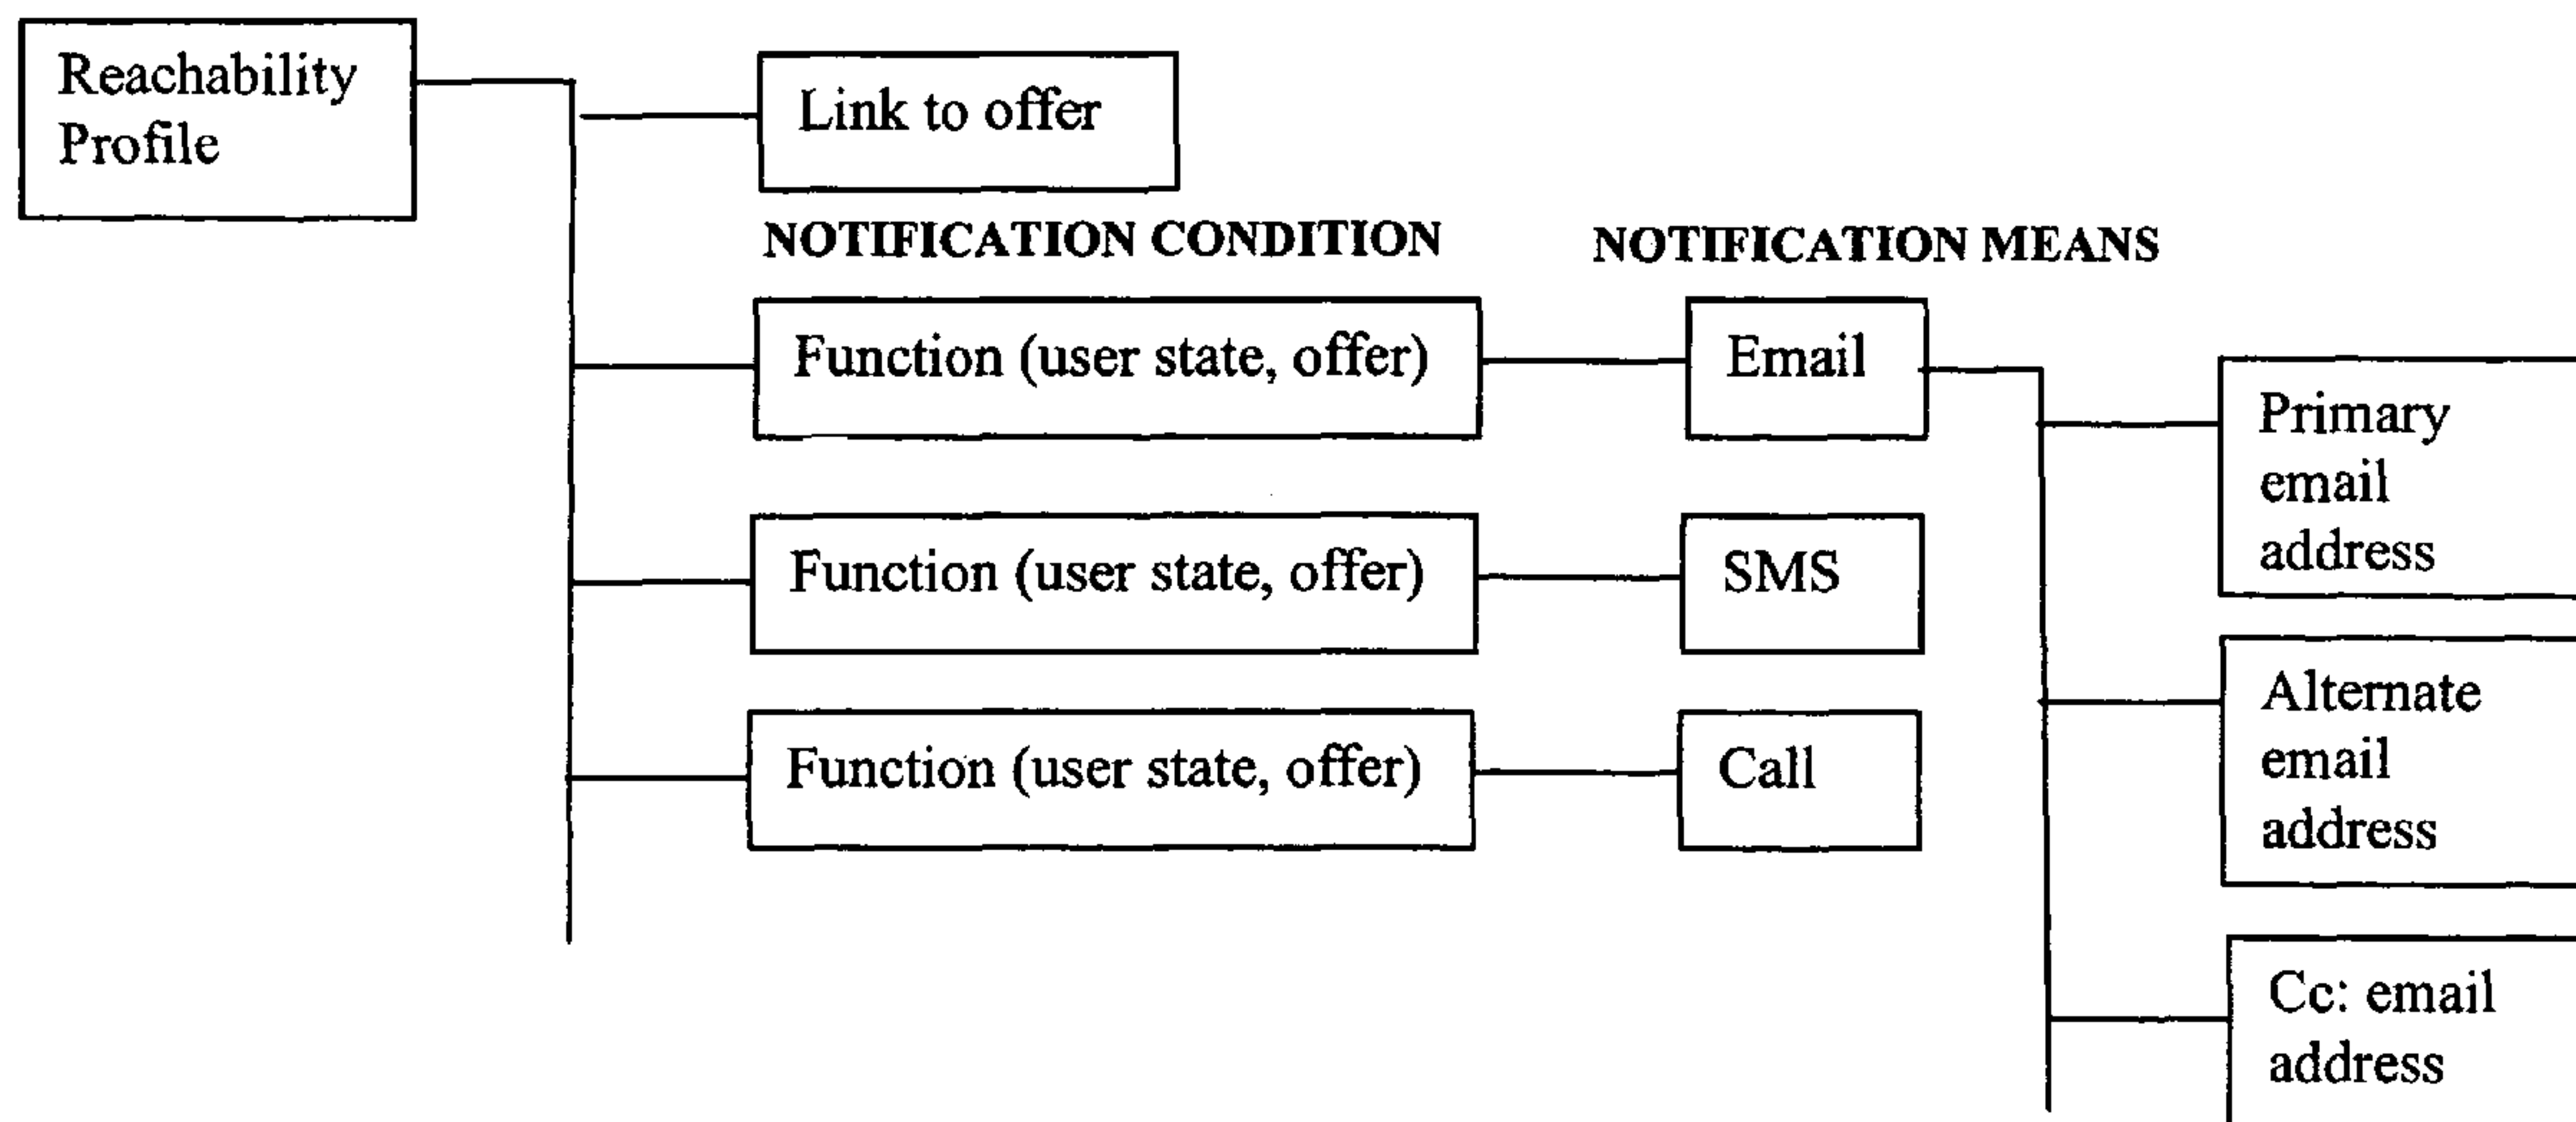 Reachability
Profile
Link to offer
NOTIFICATION CONDITION
NOTIFICATION MEANS
Function (user state, offer)
Email
Primary
email
address
Function (user state, offer)
SMS
Alternate
email
address
Function (user state, offer)
Call
Cc: email
address